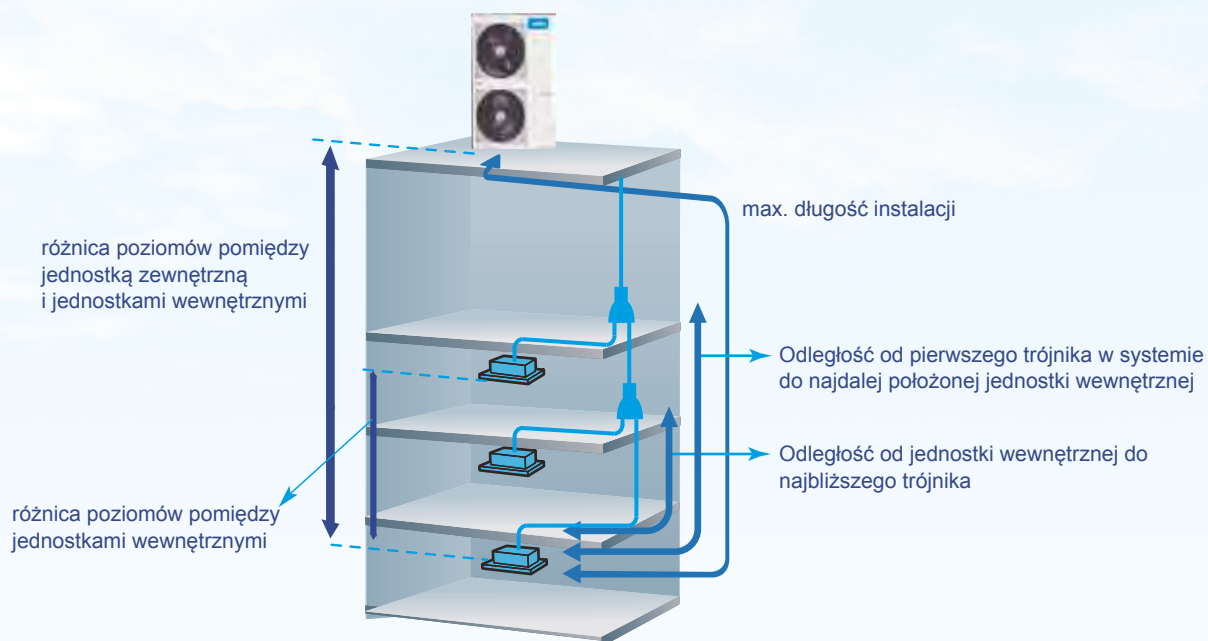 max. długość instalacji
różnica poziomów pomiędzy
jednostką zewnętrzną
i jednostkami wewnętrznymi
Odległość od pierwszego trójnika w systemie
do najdalej położonej jednostki wewnętrznej
Odległość od jednostki wewnętrznej do
najbliższego trójnika
różnica poziomów pomiędzy
jednostkami wewnętrznymi